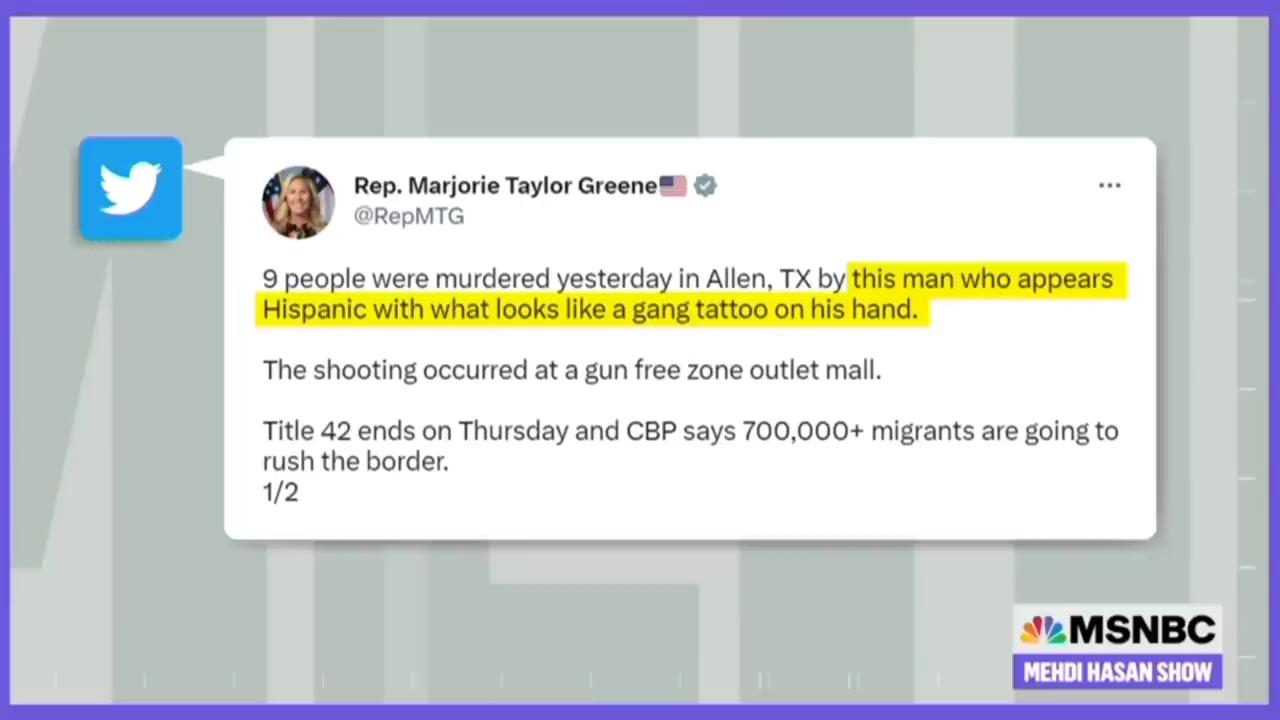 Rep. Marjorie Taylor Greene🇺🇸
@RepMTG
9 people were murdered yesterday in Allen, TX by this man who appears
Hispanic with what looks like a gang tattoo on his hand.
The shooting occurred at a gun free zone outlet mall.
Title 42 ends on Thursday and CBP says 700,000+ migrants are going to
rush the border.
1/2
MSNBC
MEHDI HASAN SHOW